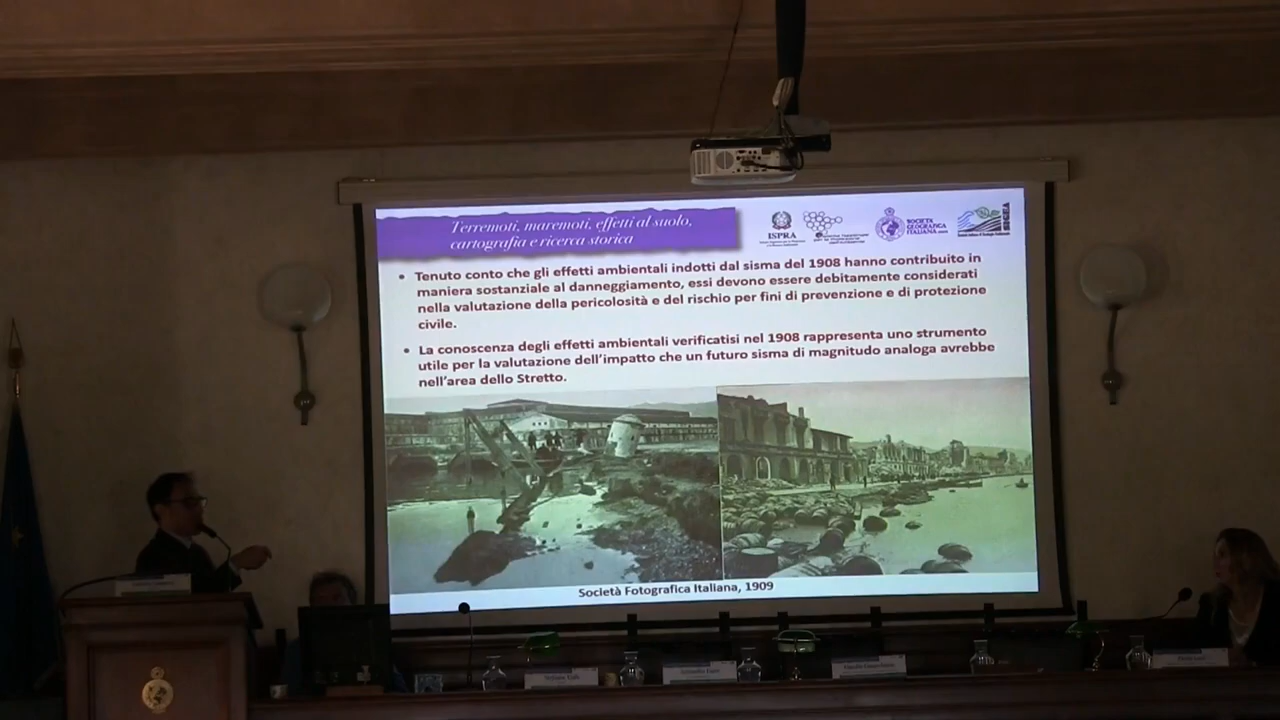 Terremoti, maremoti, effetti al suolo,
cartografia e ricerca storica
ISPRA
SOCIETÀ
GEOGRAFICA
ITALIANA
SIGEA
• Tenuto conto che gli effetti ambientali indotti dal sisma del 1908 hanno contribuito in
maniera sostanziale al danneggiamento, essi devono essere debitamente considerati
nella valutazione della pericolosità e del rischio per fini di prevenzione e di protezione
civile.
• La conoscenza degli effetti ambientali verificatisi nel 1908 rappresenta uno strumento
utile per la valutazione dell'impatto che un futuro sisma di magnitudo analoga avrebbe
nell'area dello Stretto.
Società Fotografica Italiana, 1909